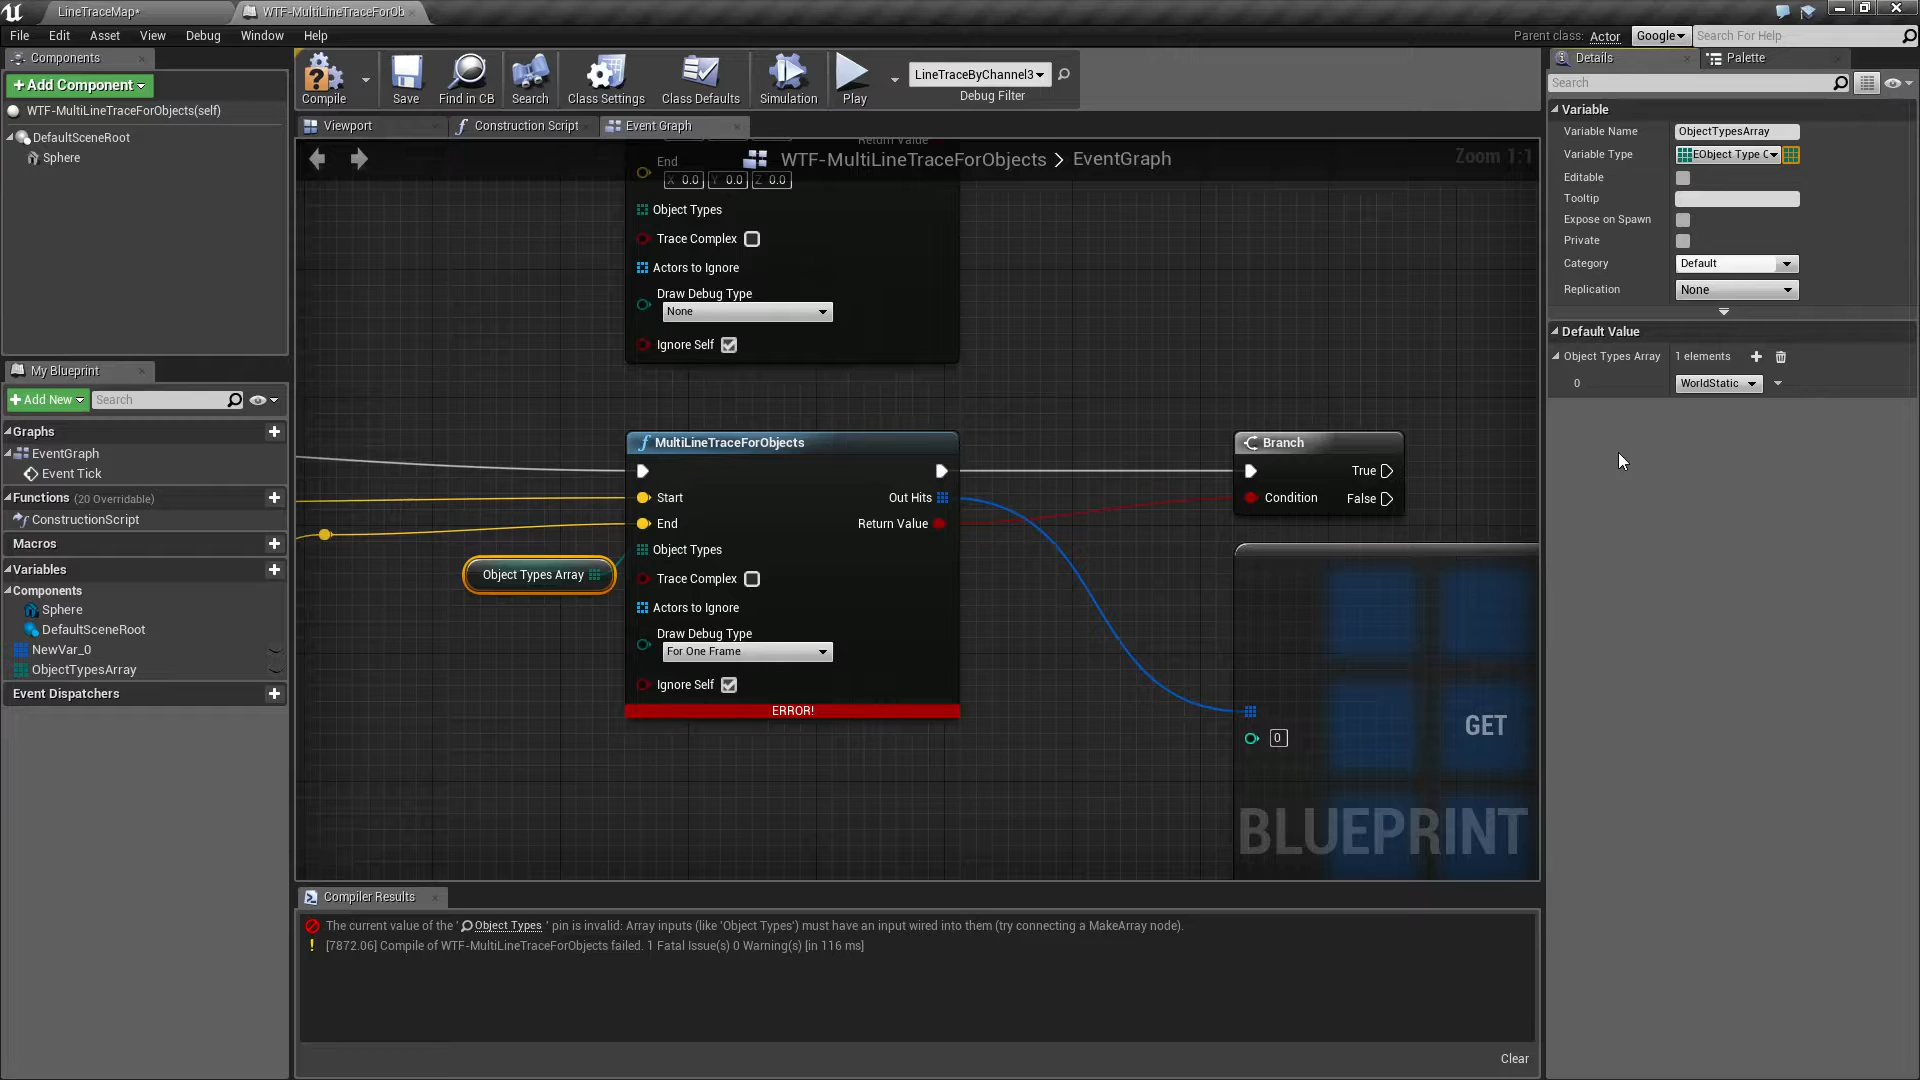 LineTraceMap*
WTF-MultiLineTraceForOb
File Edit Asset View Debug Window Help
Parent class: Actor Google Search For Help
Components
+Add Component
WTF-MultiLineTraceForObjects(self)
DefaultSceneRoot
Sphere
Compile Save Find in CB Search Class Settings Class Defaults Simulation Play
LineTraceByChannel3
Debug Filter
Viewport Construction Script Event Graph
WTF-MultiLineTraceForObjects > EventGraph
Zoom 1:1
Return Value
End
X 0.0 Y 0.0 Z 0.0
Object Types
Trace Complex
Actors to Ignore
Draw Debug Type
None
Ignore Self
MultiLineTraceForObjects
Start Out Hits
End Return Value
Object Types
Trace Complex
Actors to Ignore
Draw Debug Type
For One Frame
Ignore Self
ERROR!
Object Types Array
Branch
True
Condition False
0
GET
BLUEPRINT
My Blueprint
+Add New Search
Graphs
EventGraph
Event Tick
Functions (20 Overridable)
ConstructionScript
Macros
Variables
Components
Sphere
DefaultSceneRoot
NewVar_0
ObjectTypesArray
Event Dispatchers
Compiler Results
The current value of the ' Object Types ' pin is invalid: Array inputs (like 'Object Types') must have an input wired into them (try connecting a MakeArray node).
[7872.06] Compile of WTF-MultiLineTraceForObjects failed. 1 Fatal Issue(s) 0 Warning(s) [in 116 ms]
Clear
Details Palette
Search
Variable
Variable Name ObjectTypesArray
Variable Type EObject Type
Editable
Tooltip
Expose on Spawn
Private
Category Default
Replication None
Default Value
Object Types Array 1 elements
0 WorldStatic